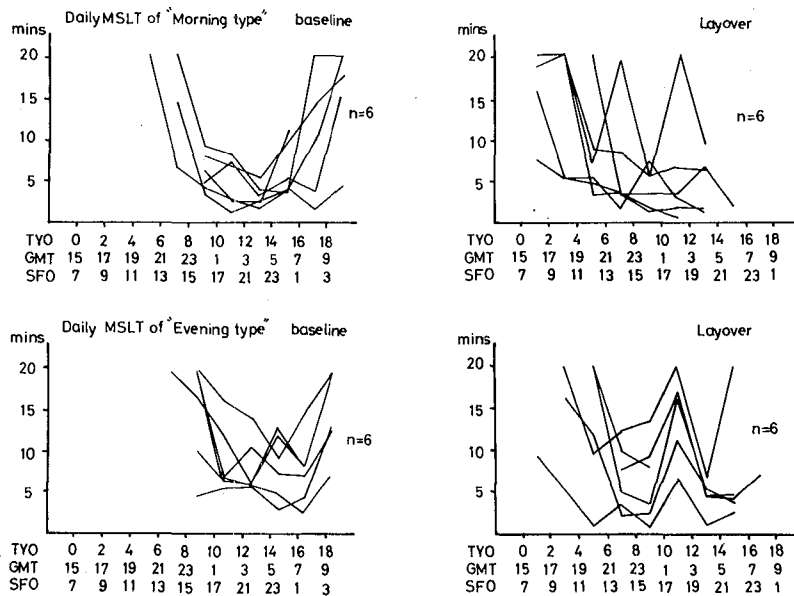 Daily MSLT of "Morning type" baseline
mins
20
15
10
5
n=6
TYO 0 2 4 6 8 10 12 14 16 18
GMT 15 17 19 21 23 1 3 5 7 9
SFO 7 9 11 13 15 17 21 23 1 3
Layover
mins
20
15
10
5
n=6
TYO 0 2 4 6 8 10 12 14 16 18
GMT 15 17 19 21 23 1 3 5 7 9
SFO 7 9 11 13 15 17 19 21 23 1
Daily MSLT of "Evening type" baseline
mins
20
15
10
5
n=6
TYO 0 2 4 6 8 10 12 14 16 18
GMT 15 17 19 21 23 1 3 5 7 9
SFO 7 9 11 13 15 17 21 23 1 3
Layover
mins
20
15
10
5
n=6
TYO 0 2 4 6 8 10 12 14 16 18
GMT 15 17 19 21 23 1 3 5 7 9
SFO 7 9 11 13 15 17 19 21 23 1